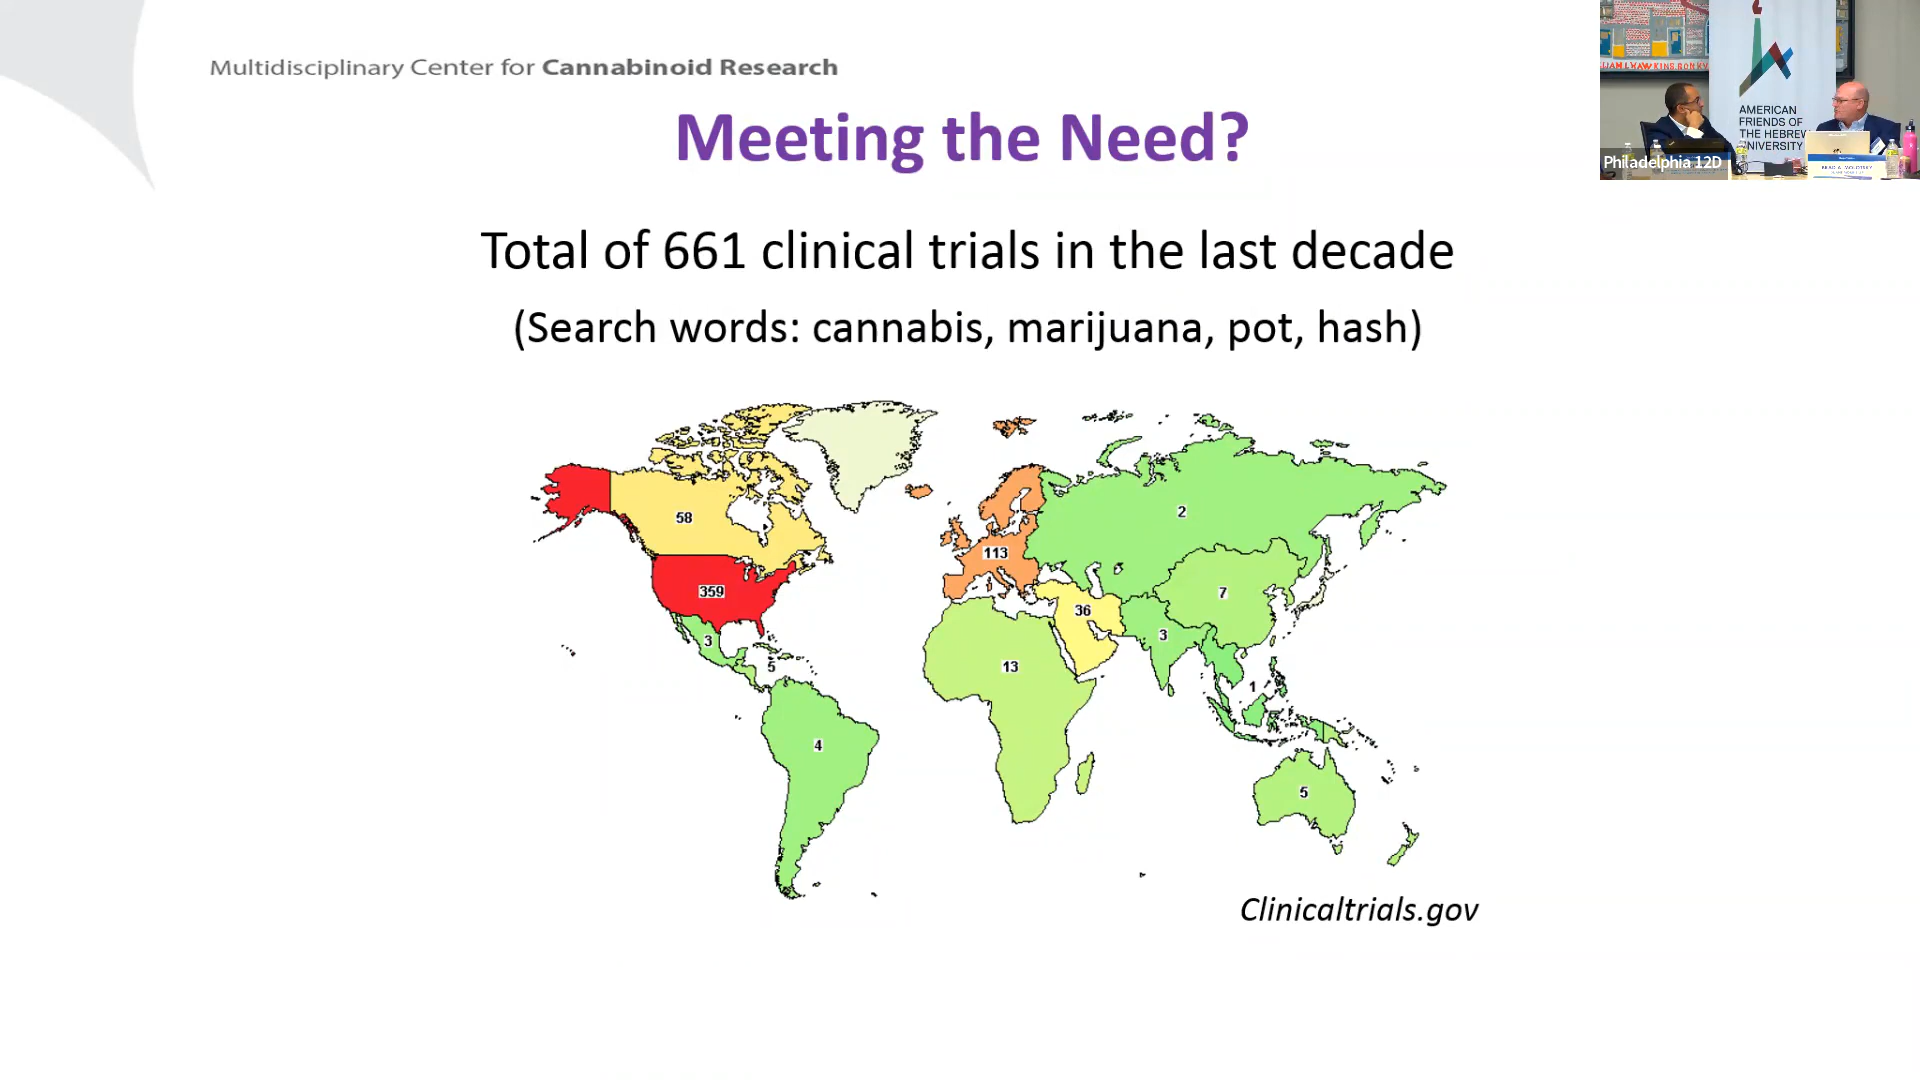 Multidisciplinary Center for Cannabinoid Research
Meeting the Need?
Total of 661 clinical trials in the last decade
(Search words: cannabis, marijuana, pot, hash)
58
359
3
5
4
113
13
36
2
7
3
1
5
Clinicaltrials.gov
AMERICAN
FRIENDS OF
THE HEBREW
UNIVERSITY
Philadelphia 12D